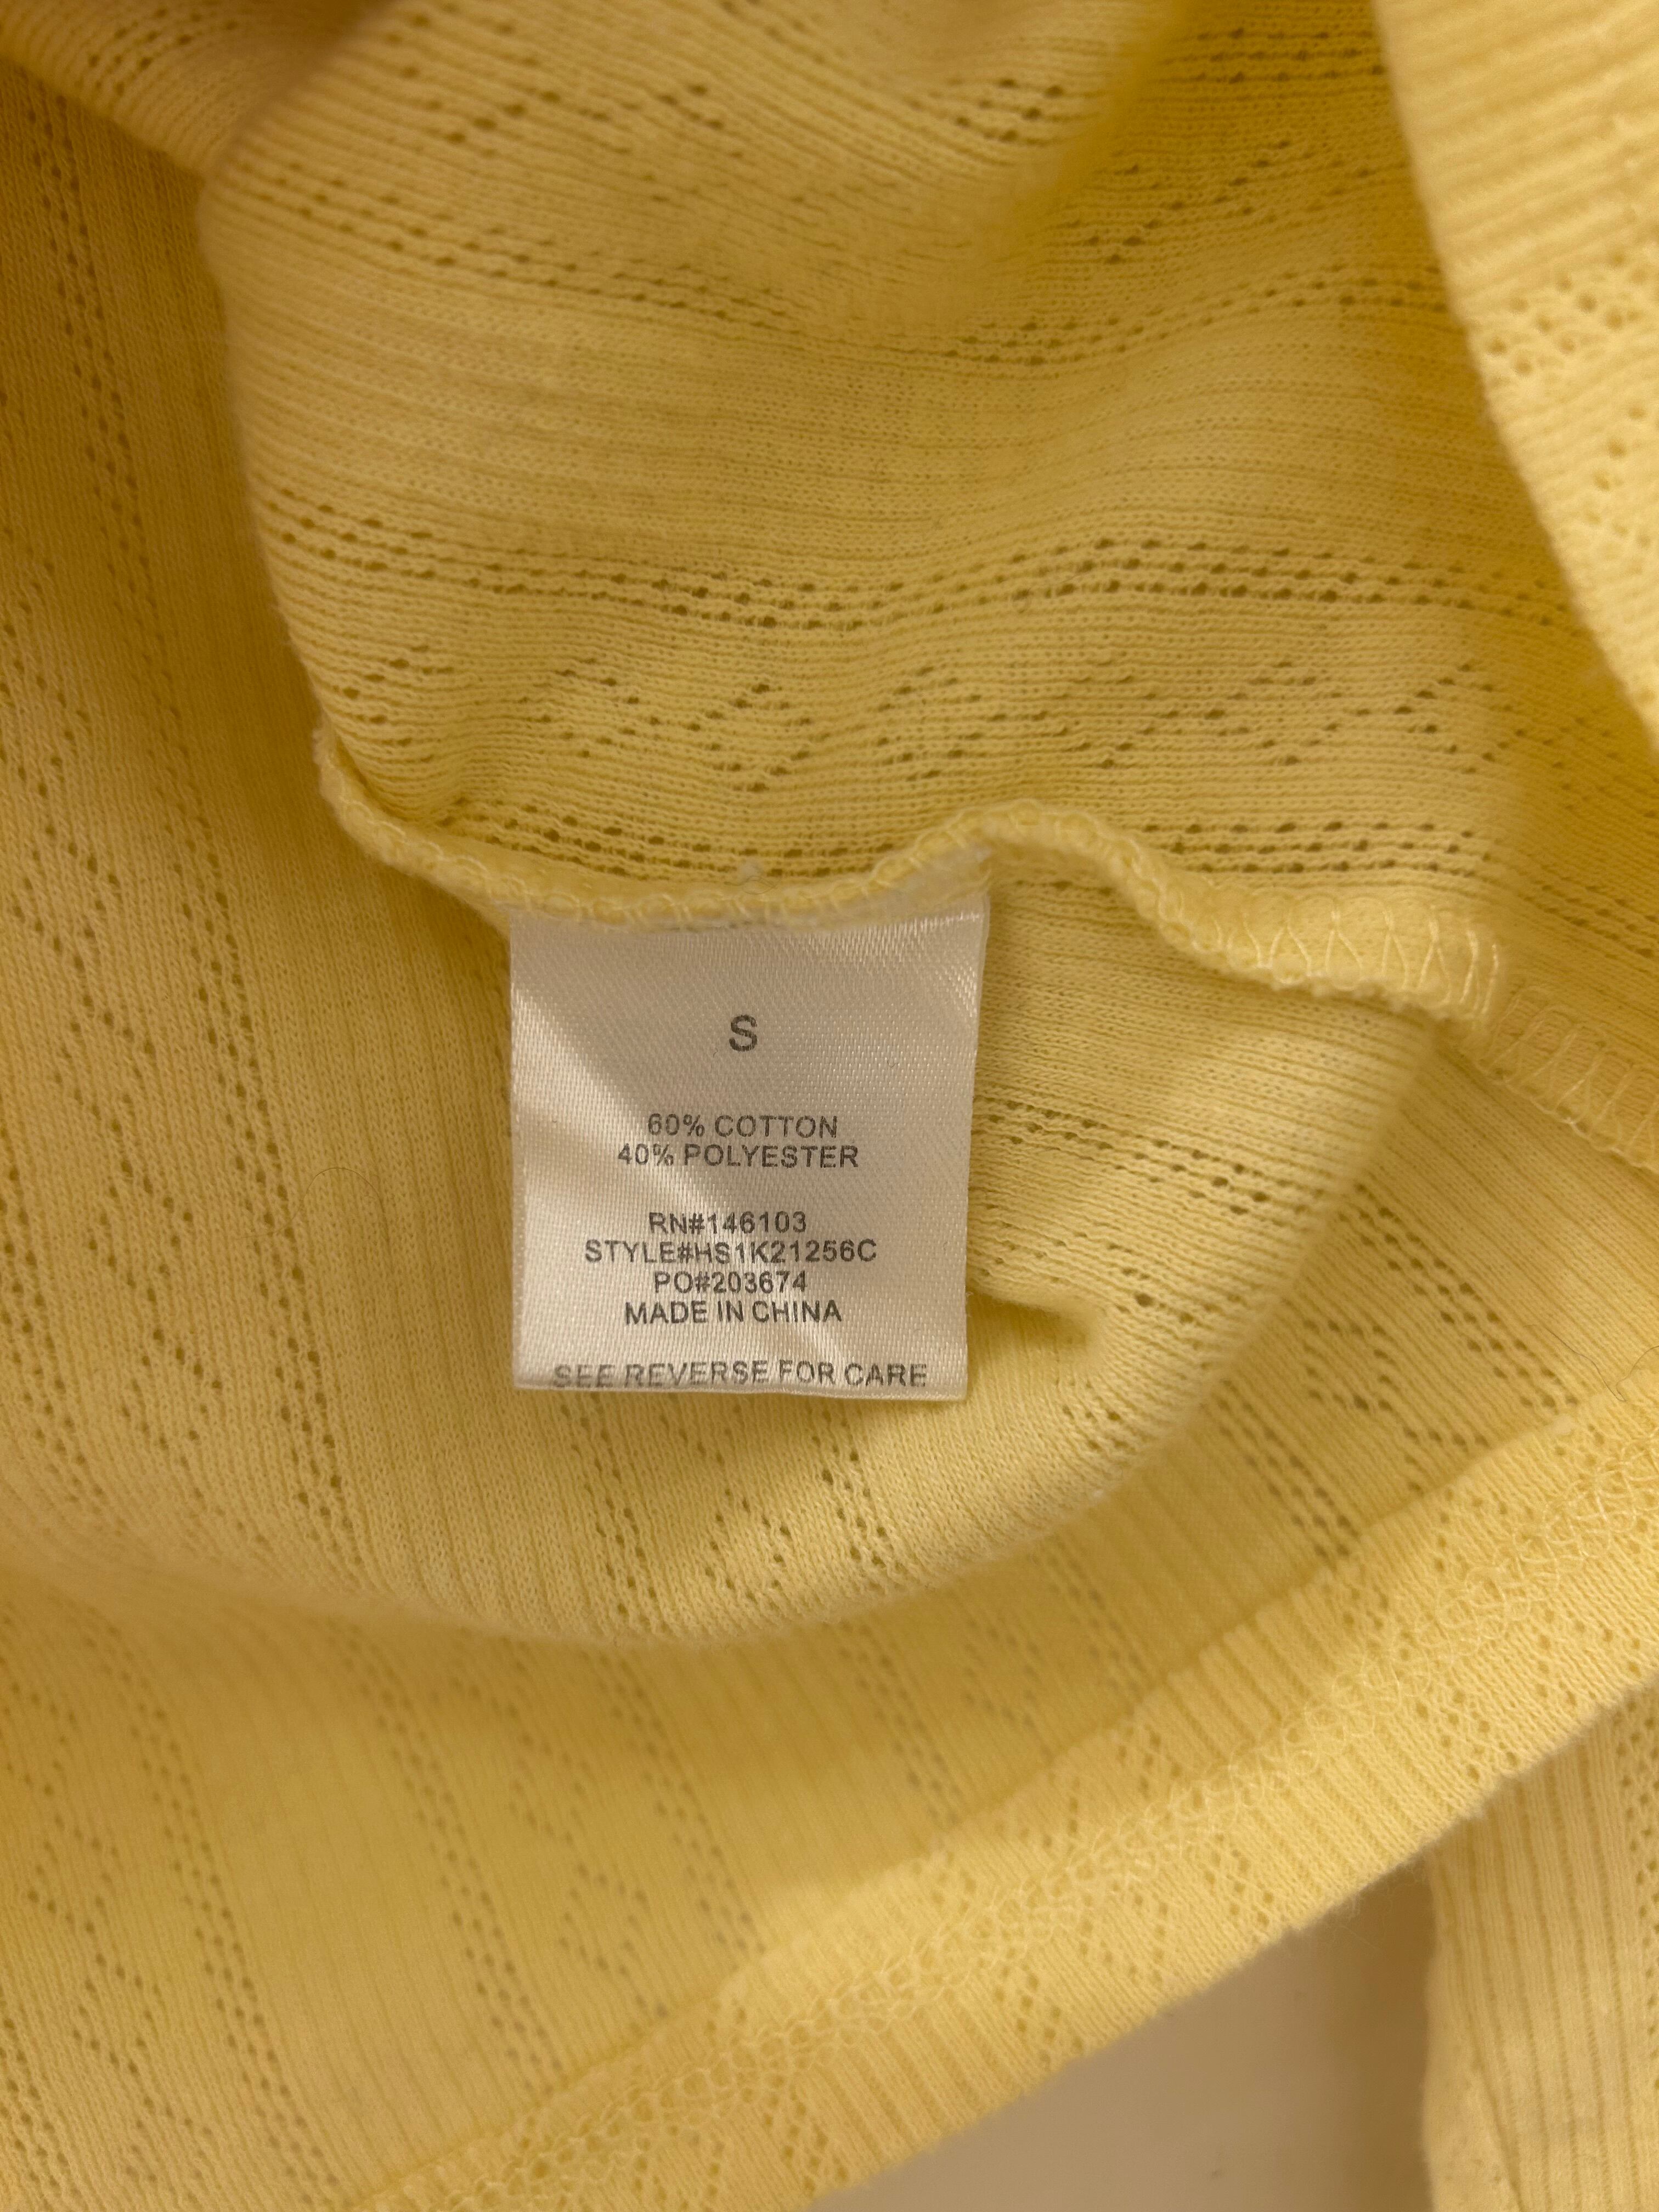 S
60% COTTON
40% POLYESTER
RN#146103
STYLE#HS1K21256C
PO#203674
MADE IN CHINA
SEE REVERSE FOR CARE